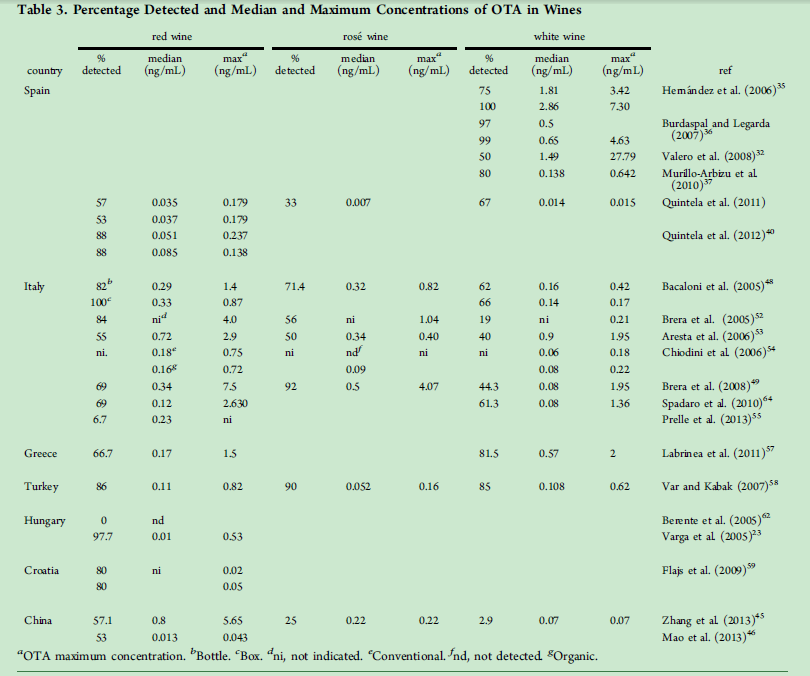 Table 3. Percentage Detected and Median and Maximum Concentrations of OTA in Wines
red wine rosé wine white wine
% median maxᵃ % median maxᵃ % median maxᵃ
country detected (ng/mL) (ng/mL) detected (ng/mL) (ng/mL) detected (ng/mL) (ng/mL) ref
Spain 75 1.81 3.42 Hernández et al. (2006)³⁵
100 2.86 7.30
97 0.5 Burdaspal and Legarda
(2007)³⁶
99 0.65 4.63
50 1.49 27.79 Valero et al. (2008)³²
80 0.138 0.642 Murillo-Arbizu et al.
(2010)³⁷
57 0.035 0.179 33 0.007 67 0.014 0.015 Quintela et al. (2011)
53 0.037 0.179
88 0.051 0.237 Quintela et al. (2012)⁴⁰
88 0.085 0.138
Italy 82ᵇ 0.29 1.4 71.4 0.32 0.82 62 0.16 0.42 Bacaloni et al. (2005)⁴⁸
100ᶜ 0.33 0.87 66 0.14 0.17
84 niᵈ 4.0 56 ni 1.04 19 ni 0.21 Brera et al. (2005)⁵²
55 0.72 2.9 50 0.34 0.40 40 0.9 1.95 Aresta et al. (2006)⁵³
ni. 0.18ᵉ 0.75 ni ndᶠ ni ni 0.06 0.18 Chiodini et al. (2006)⁵⁴
0.16ᵍ 0.72 0.09 0.08 0.22
69 0.34 7.5 92 0.5 4.07 44.3 0.08 1.95 Brera et al. (2008)⁴⁹
69 0.12 2.630 61.3 0.08 1.36 Spadaro et al. (2010)⁶⁴
6.7 0.23 ni Prelle et al. (2013)⁵⁵
Greece 66.7 0.17 1.5 81.5 0.57 2 Labrinea et al. (2011)⁵⁷
Turkey 86 0.11 0.82 90 0.052 0.16 85 0.108 0.62 Var and Kabak (2007)⁵⁸
Hungary 0 nd Berente et al. (2005)⁶²
97.7 0.01 0.53 Varga et al. (2005)²³
Croatia 80 ni 0.02 Flajs et al. (2009)⁵⁹
80 0.05
China 57.1 0.8 5.65 25 0.22 0.22 2.9 0.07 0.07 Zhang et al. (2013)⁴⁵
53 0.013 0.043 Mao et al. (2013)⁴⁶
ᵃOTA maximum concentration. ᵇBottle. ᶜBox. ᵈni, not indicated. ᵉConventional. ᶠnd, not detected. ᵍOrganic.